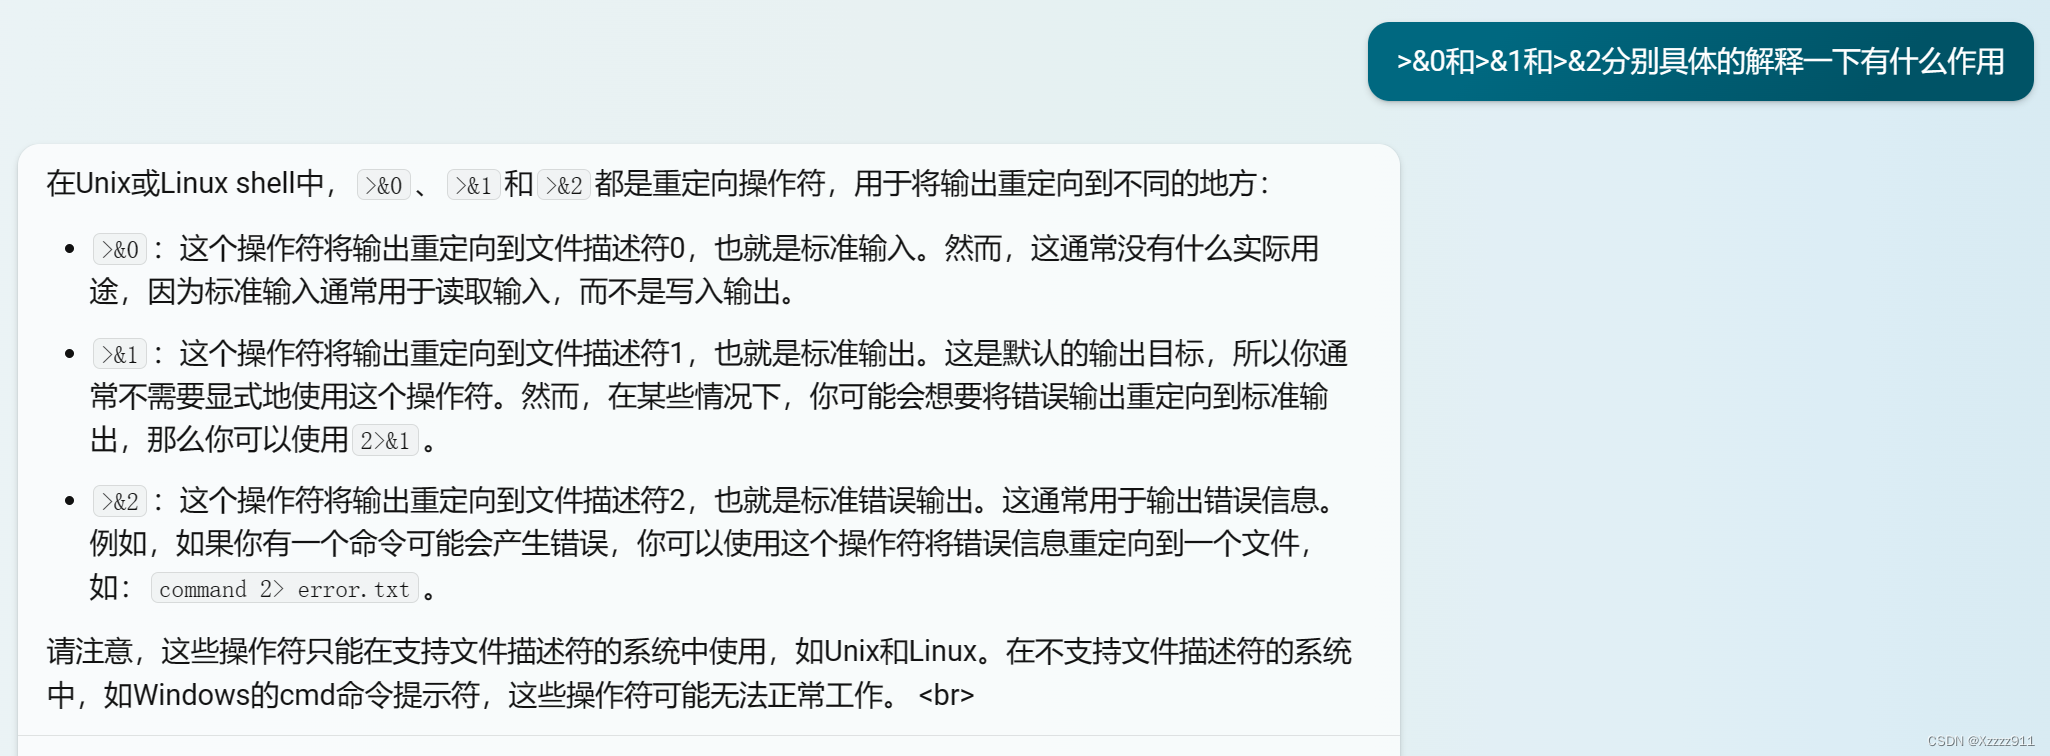 >&0和>&1和>&2分别具体的解释一下有什么作用
在Unix或Linux shell中， >&0 、 >&1 和 >&2 都是重定向操作符，用于将输出重定向到不同的地方：
• >&0 ：这个操作符将输出重定向到文件描述符0，也就是标准输入。然而，这通常没有什么实际用
途，因为标准输入通常用于读取输入，而不是写入输出。
• >&1 ：这个操作符将输出重定向到文件描述符1，也就是标准输出。这是默认的输出目标，所以你通
常不需要显式地使用这个操作符。然而，在某些情况下，你可能会想要将错误输出重定向到标准输
出，那么你可以使用 2>&1 。
• >&2 ：这个操作符将输出重定向到文件描述符2，也就是标准错误输出。这通常用于输出错误信息。
例如，如果你有一个命令可能会产生错误，你可以使用这个操作符将错误信息重定向到一个文件，
如： command 2> error.txt 。
请注意，这些操作符只能在支持文件描述符的系统中使用，如Unix和Linux。在不支持文件描述符的系统
中，如Windows的cmd命令提示符，这些操作符可能无法正常工作。 <br>
CSDN @Xzzzz911